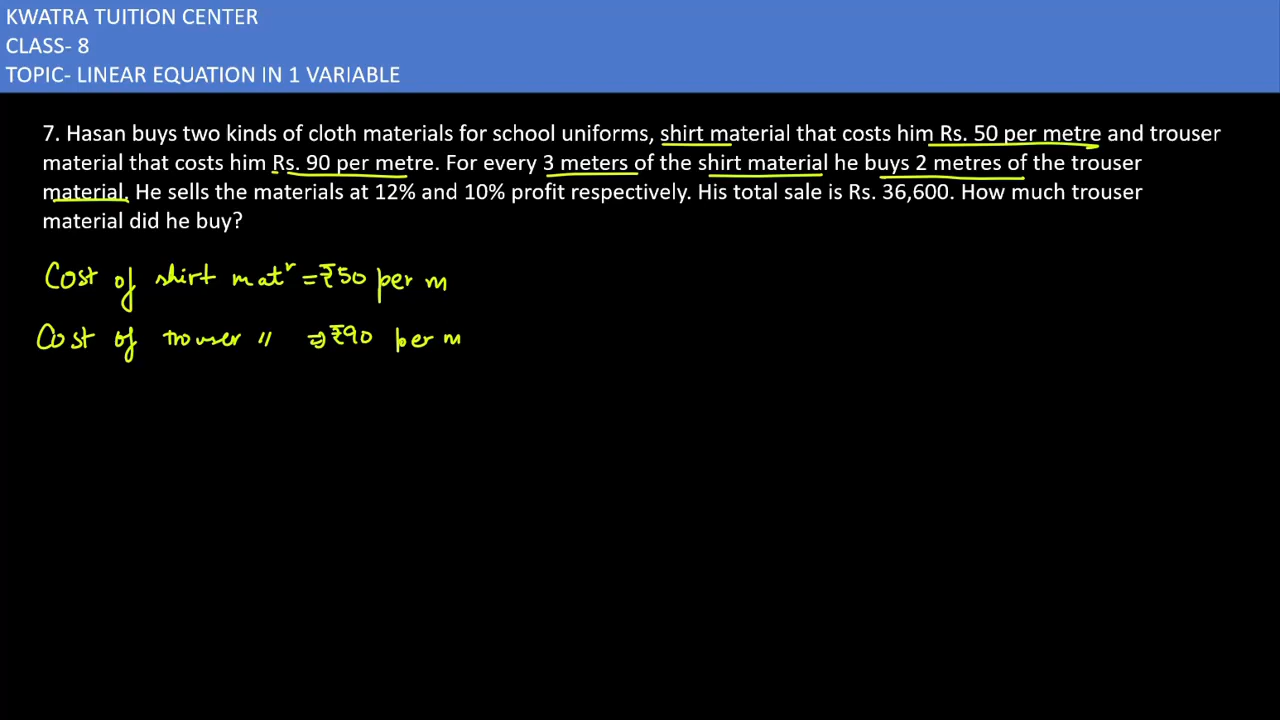 KWATRA TUITION CENTER
CLASS- 8
TOPIC- LINEAR EQUATION IN 1 VARIABLE
7. Hasan buys two kinds of cloth materials for school uniforms, shirt material that costs him Rs. 50 per metre and trouser
material that costs him Rs. 90 per metre. For every 3 meters of the shirt material he buys 2 metres of the trouser
material. He sells the materials at 12% and 10% profit respectively. His total sale is Rs. 36,600. How much trouser
material did he buy?
Cost of shirt matr = ₹50 per m
Cost of trouser " ⇒ ₹90 per m